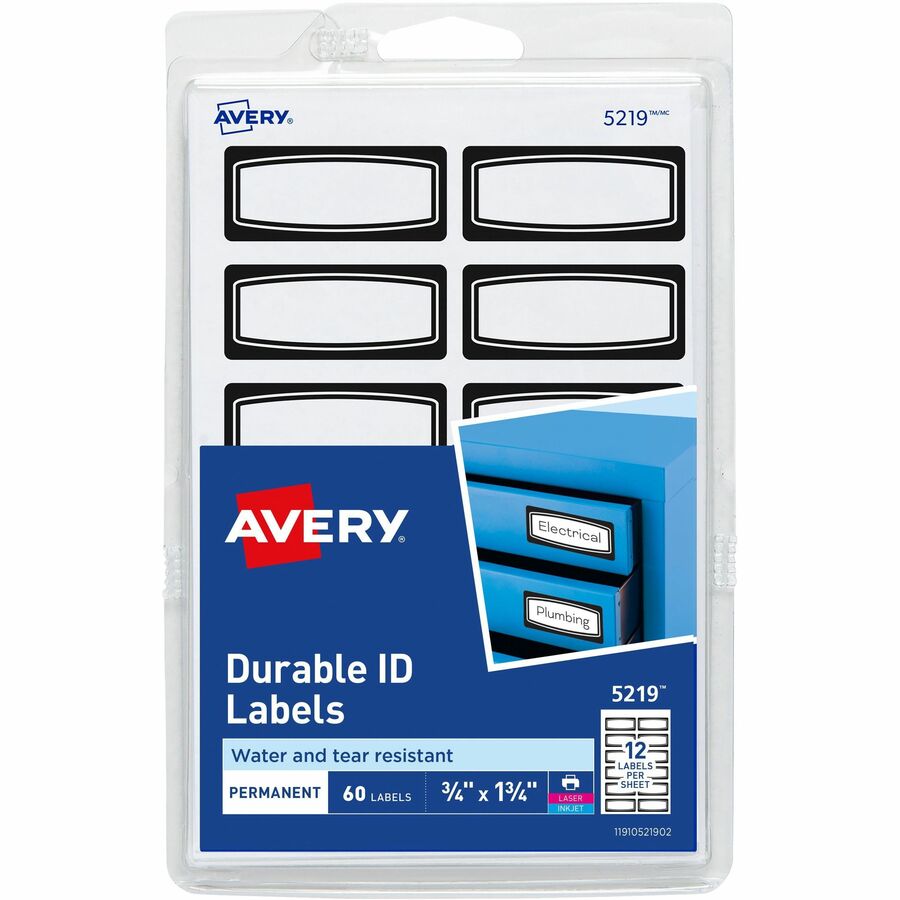 AVERY®
5219™/MC
AVERY®
Electrical
Plumbing
Durable ID
Labels
5219™
Water and tear resistant
12
LABELS
PER
SHEET
PERMANENT
60 LABELS
¾" x 1¾"
LASER
INKJET
11910521902